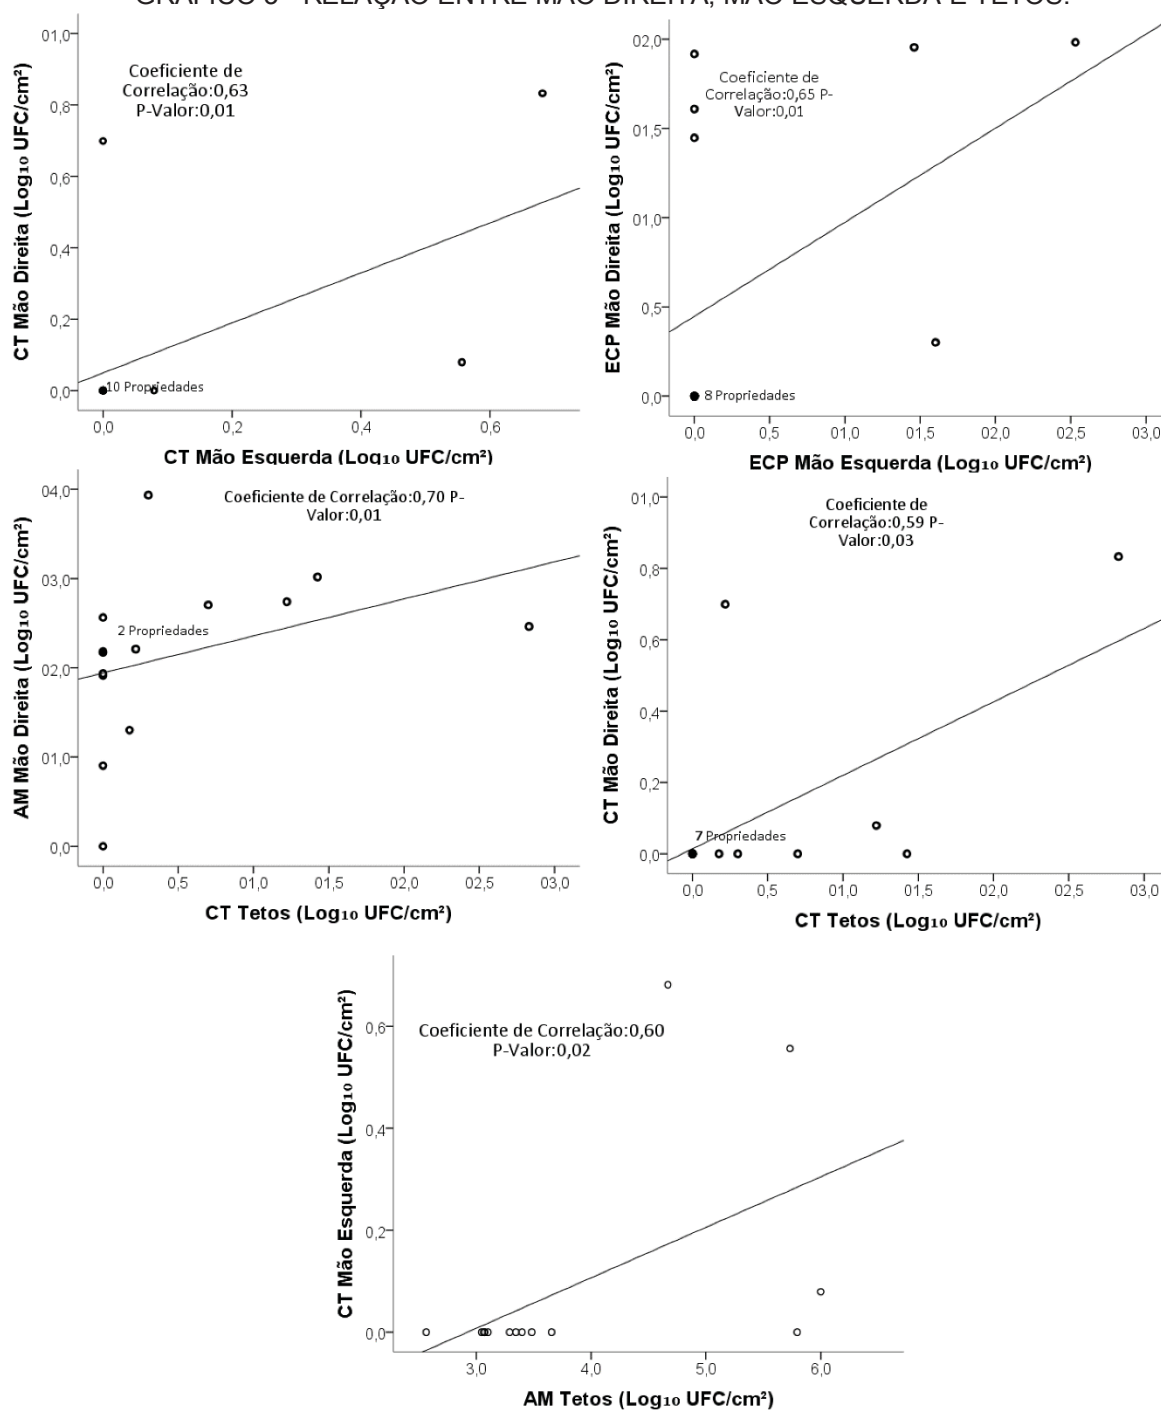 GRÁFICO 3 - RELAÇÃO ENTRE MÃO DIREITA, MÃO ESQUERDA E TETOS.
CT Mão Direita (Log₁₀ UFC/cm²)
01,0
0,8
0,6
0,4
0,2
0,0
Coeficiente de
Correlação:0,63
P-Valor:0,01
10 Propriedades
0,0 0,2 0,4 0,6
CT Mão Esquerda (Log₁₀ UFC/cm²)
ECP Mão Direita (Log₁₀ UFC/cm²)
02,0
01,5
01,0
0,5
0,0
Coeficiente de
Correlação:0,65 P-
Valor:0,01
8 Propriedades
0,0 0,5 01,0 01,5 02,0 02,5 03,0
ECP Mão Esquerda (Log₁₀ UFC/cm²)
AM Mão Direita (Log₁₀ UFC/cm²)
04,0
03,0
02,0
01,0
0,0
Coeficiente de Correlação:0,70 P-
Valor:0,01
2 Propriedades
0,0 0,5 01,0 01,5 02,0 02,5 03,0
CT Tetos (Log₁₀ UFC/cm²)
CT Mão Direita (Log₁₀ UFC/cm²)
01,0
0,8
0,6
0,4
0,2
0,0
Coeficiente de
Correlação:0,59 P-
Valor:0,03
7 Propriedades
0,0 0,5 01,0 01,5 02,0 02,5 03,0
CT Tetos (Log₁₀ UFC/cm²)
CT Mão Esquerda (Log₁₀ UFC/cm²)
0,6
0,4
0,2
0,0
Coeficiente de Correlação:0,60
P-Valor:0,02
3,0 4,0 5,0 6,0
AM Tetos (Log₁₀ UFC/cm²)